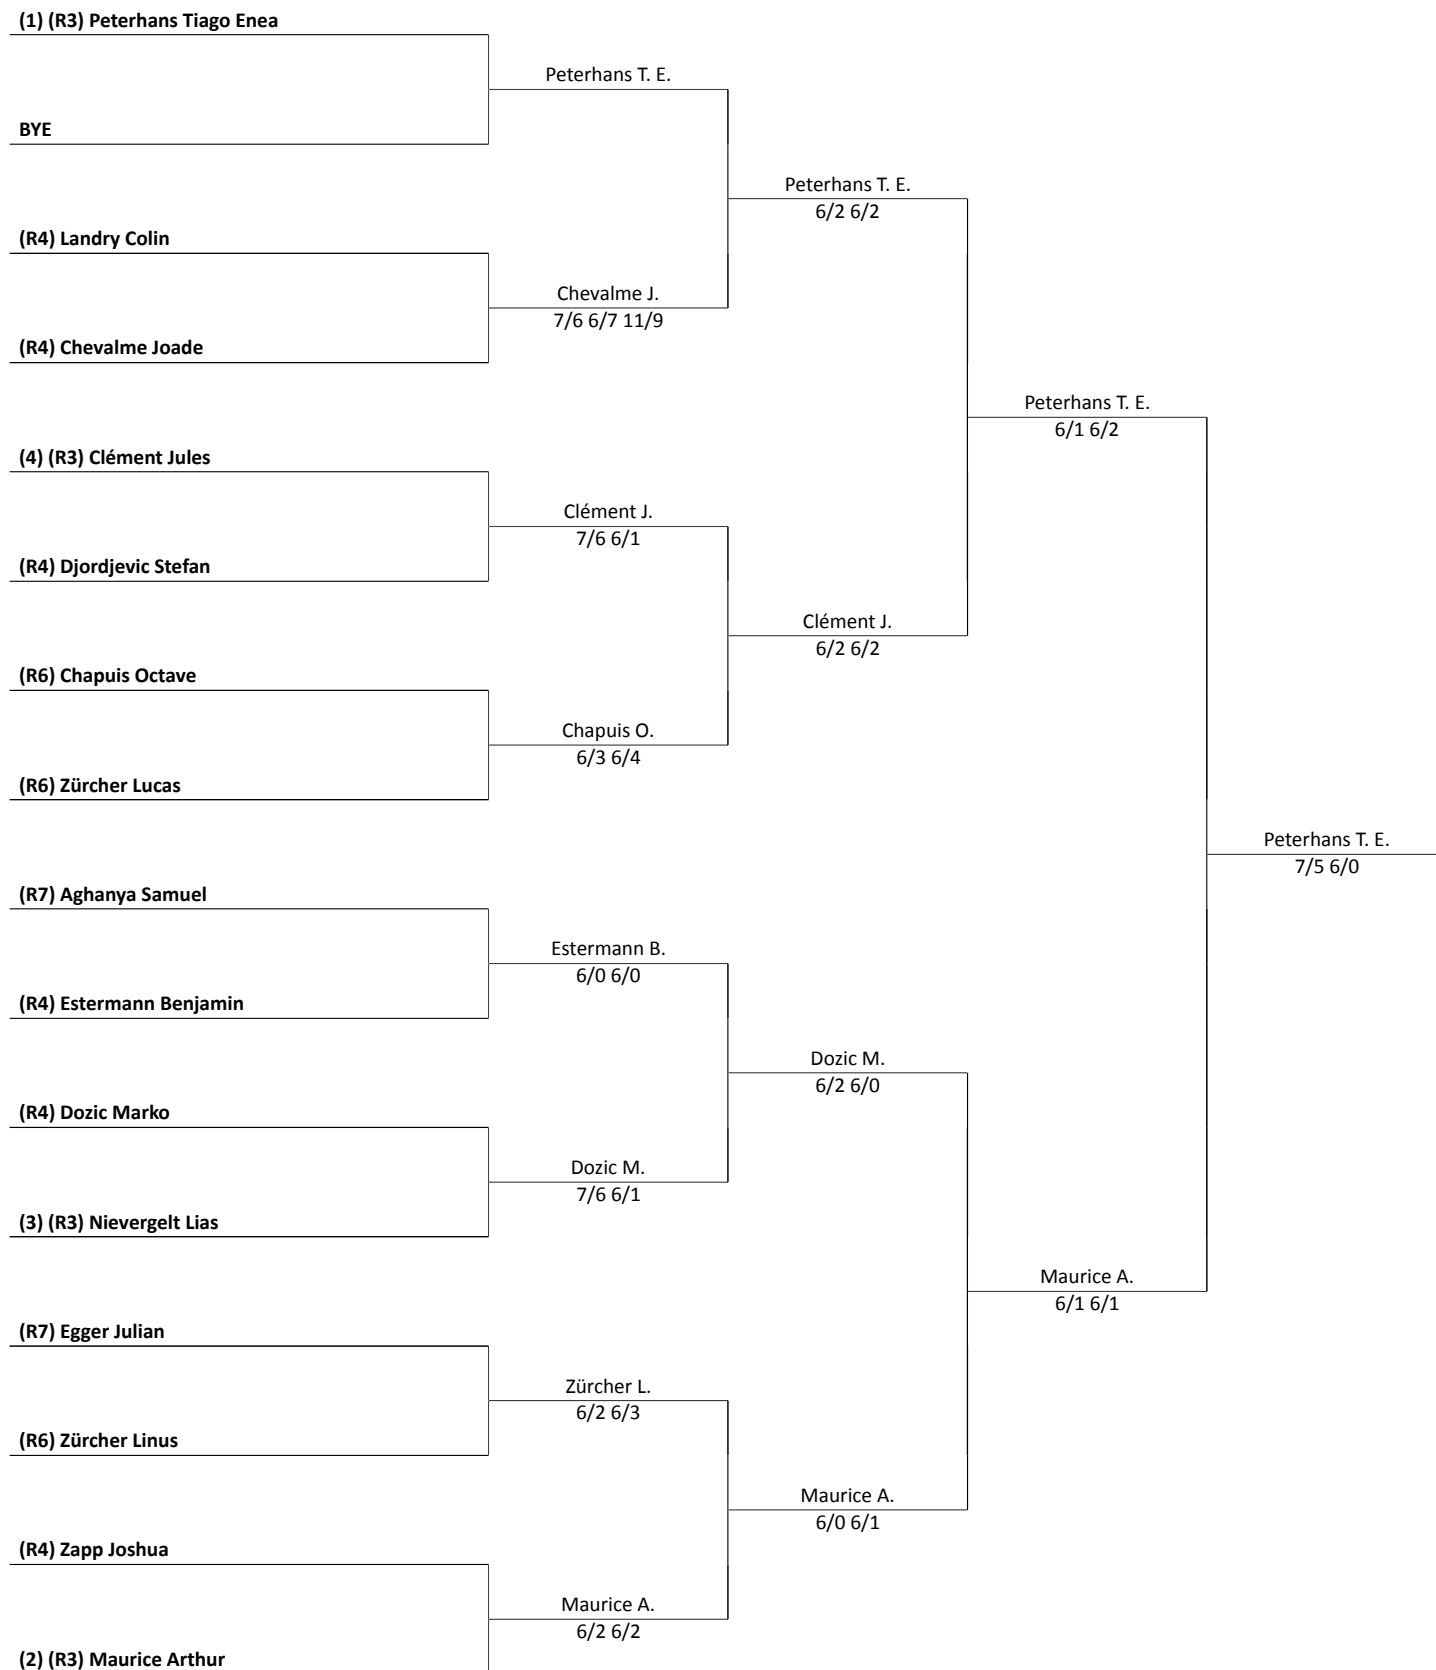 (1) (R3) Peterhans Tiago Enea
Peterhans T. E.
BYE
Peterhans T. E.
6/2 6/2
(R4) Landry Colin
Chevalme J.
7/6 6/7 11/9
(R4) Chevalme Joade
Peterhans T. E.
6/1 6/2
(4) (R3) Clément Jules
Clément J.
7/6 6/1
(R4) Djordjevic Stefan
Clément J.
6/2 6/2
(R6) Chapuis Octave
Chapuis O.
6/3 6/4
(R6) Zürcher Lucas
Peterhans T. E.
7/5 6/0
(R7) Aghanya Samuel
Estermann B.
6/0 6/0
(R4) Estermann Benjamin
Dozic M.
6/2 6/0
(R4) Dozic Marko
Dozic M.
7/6 6/1
(3) (R3) Nievergelt Lias
Maurice A.
6/1 6/1
(R7) Egger Julian
Zürcher L.
6/2 6/3
(R6) Zürcher Linus
Maurice A.
6/0 6/1
(R4) Zapp Joshua
Maurice A.
6/2 6/2
(2) (R3) Maurice Arthur